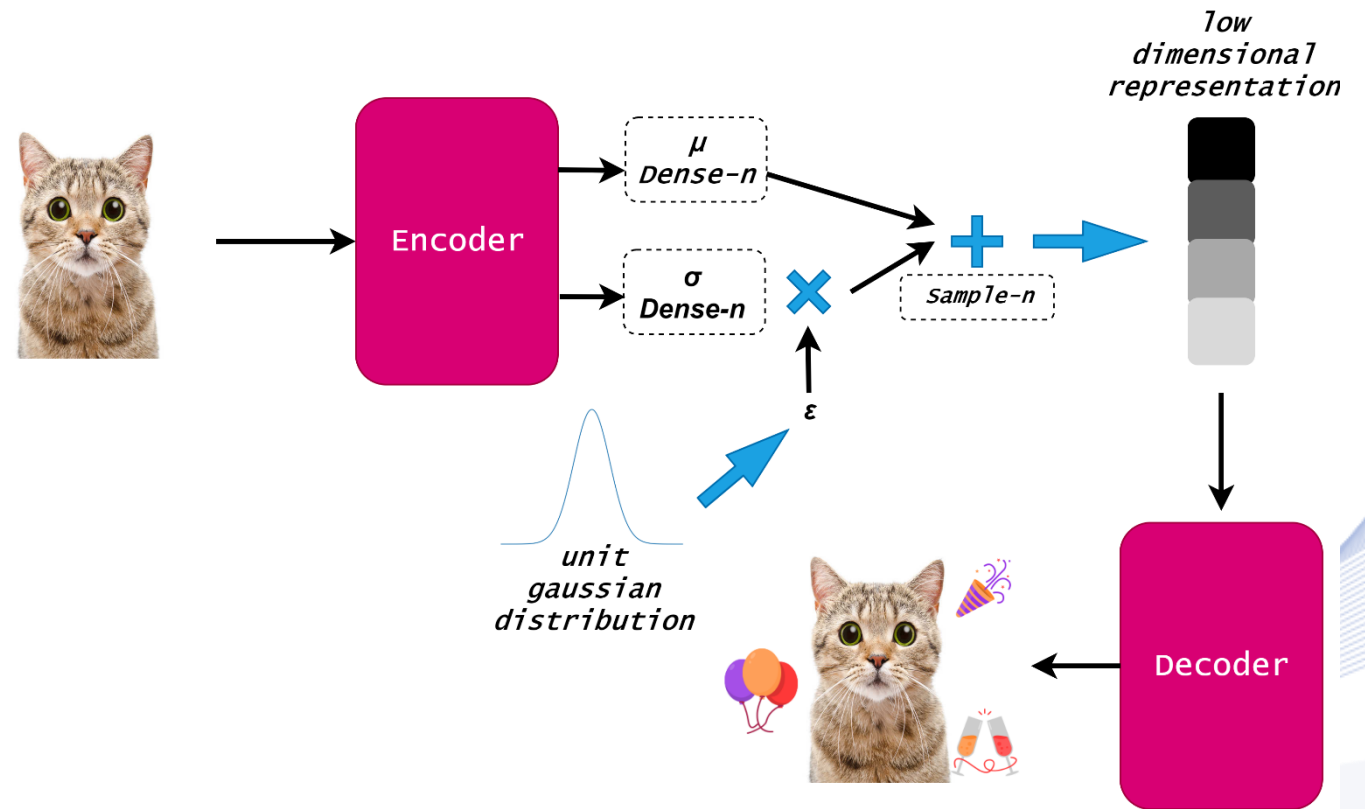 low
dimensional
representation
μ
Dense-n
Encoder
σ
Dense-n
Sample-n
ε
unit
gaussian
distribution
Decoder